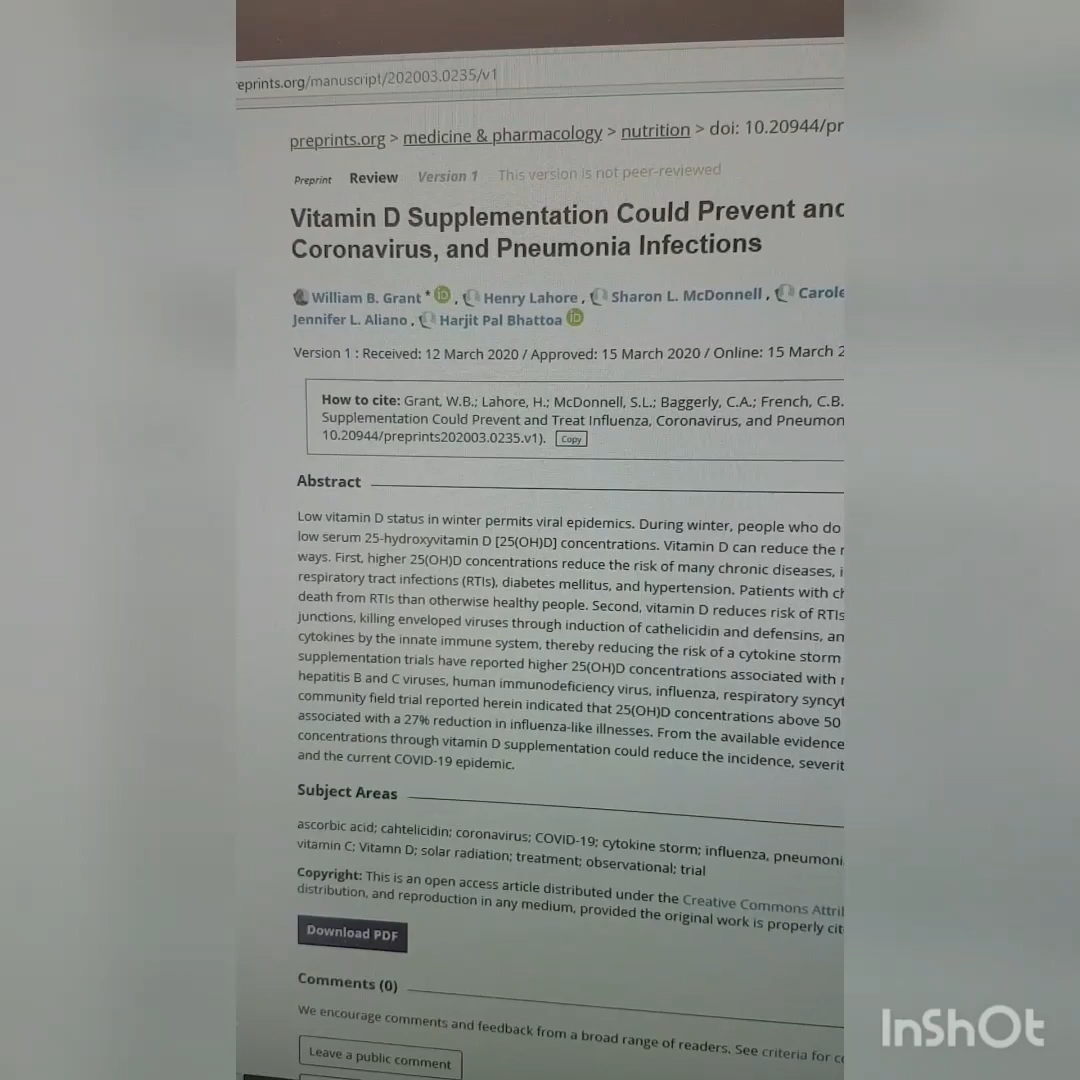 reprints.org/manuscript/202003.0235/v1
preprints.org > medicine & pharmacology > nutrition > doi: 10.20944/pr
Preprint Review Version 1 This version is not peer-reviewed
Vitamin D Supplementation Could Prevent and
Coronavirus, and Pneumonia Infections
William B. Grant * iD , Henry Lahore , Sharon L. McDonnell , Carole
Jennifer L. Aliano , Harjit Pal Bhattoa iD
Version 1 : Received: 12 March 2020 / Approved: 15 March 2020 / Online: 15 March 2
How to cite: Grant, W.B.; Lahore, H.; McDonnell, S.L.; Baggerly, C.A.; French, C.B.
Supplementation Could Prevent and Treat Influenza, Coronavirus, and Pneumon
10.20944/preprints202003.0235.v1). Copy
Abstract
Low vitamin D status in winter permits viral epidemics. During winter, people who do
low serum 25-hydroxyvitamin D [25(OH)D] concentrations. Vitamin D can reduce the r
ways. First, higher 25(OH)D concentrations reduce the risk of many chronic diseases, i
respiratory tract infections (RTIs), diabetes mellitus, and hypertension. Patients with ch
death from RTIs than otherwise healthy people. Second, vitamin D reduces risk of RTIs
junctions, killing enveloped viruses through induction of cathelicidin and defensins, an
cytokines by the innate immune system, thereby reducing the risk of a cytokine storm
supplementation trials have reported higher 25(OH)D concentrations associated with r
hepatitis B and C viruses, human immunodeficiency virus, influenza, respiratory syncyt
community field trial reported herein indicated that 25(OH)D concentrations above 50
associated with a 27% reduction in influenza-like illnesses. From the available evidence
concentrations through vitamin D supplementation could reduce the incidence, severit
and the current COVID-19 epidemic.
Subject Areas
ascorbic acid; cahtelicidin; coronavirus; COVID-19; cytokine storm; influenza, pneumoni
vitamin C; Vitamn D; solar radiation; treatment; observational; trial
Copyright: This is an open access article distributed under the Creative Commons Attril
distribution, and reproduction in any medium, provided the original work is properly cit
Download PDF
Comments (0)
We encourage comments and feedback from a broad range of readers. See criteria for co
Leave a public comment
InShOt